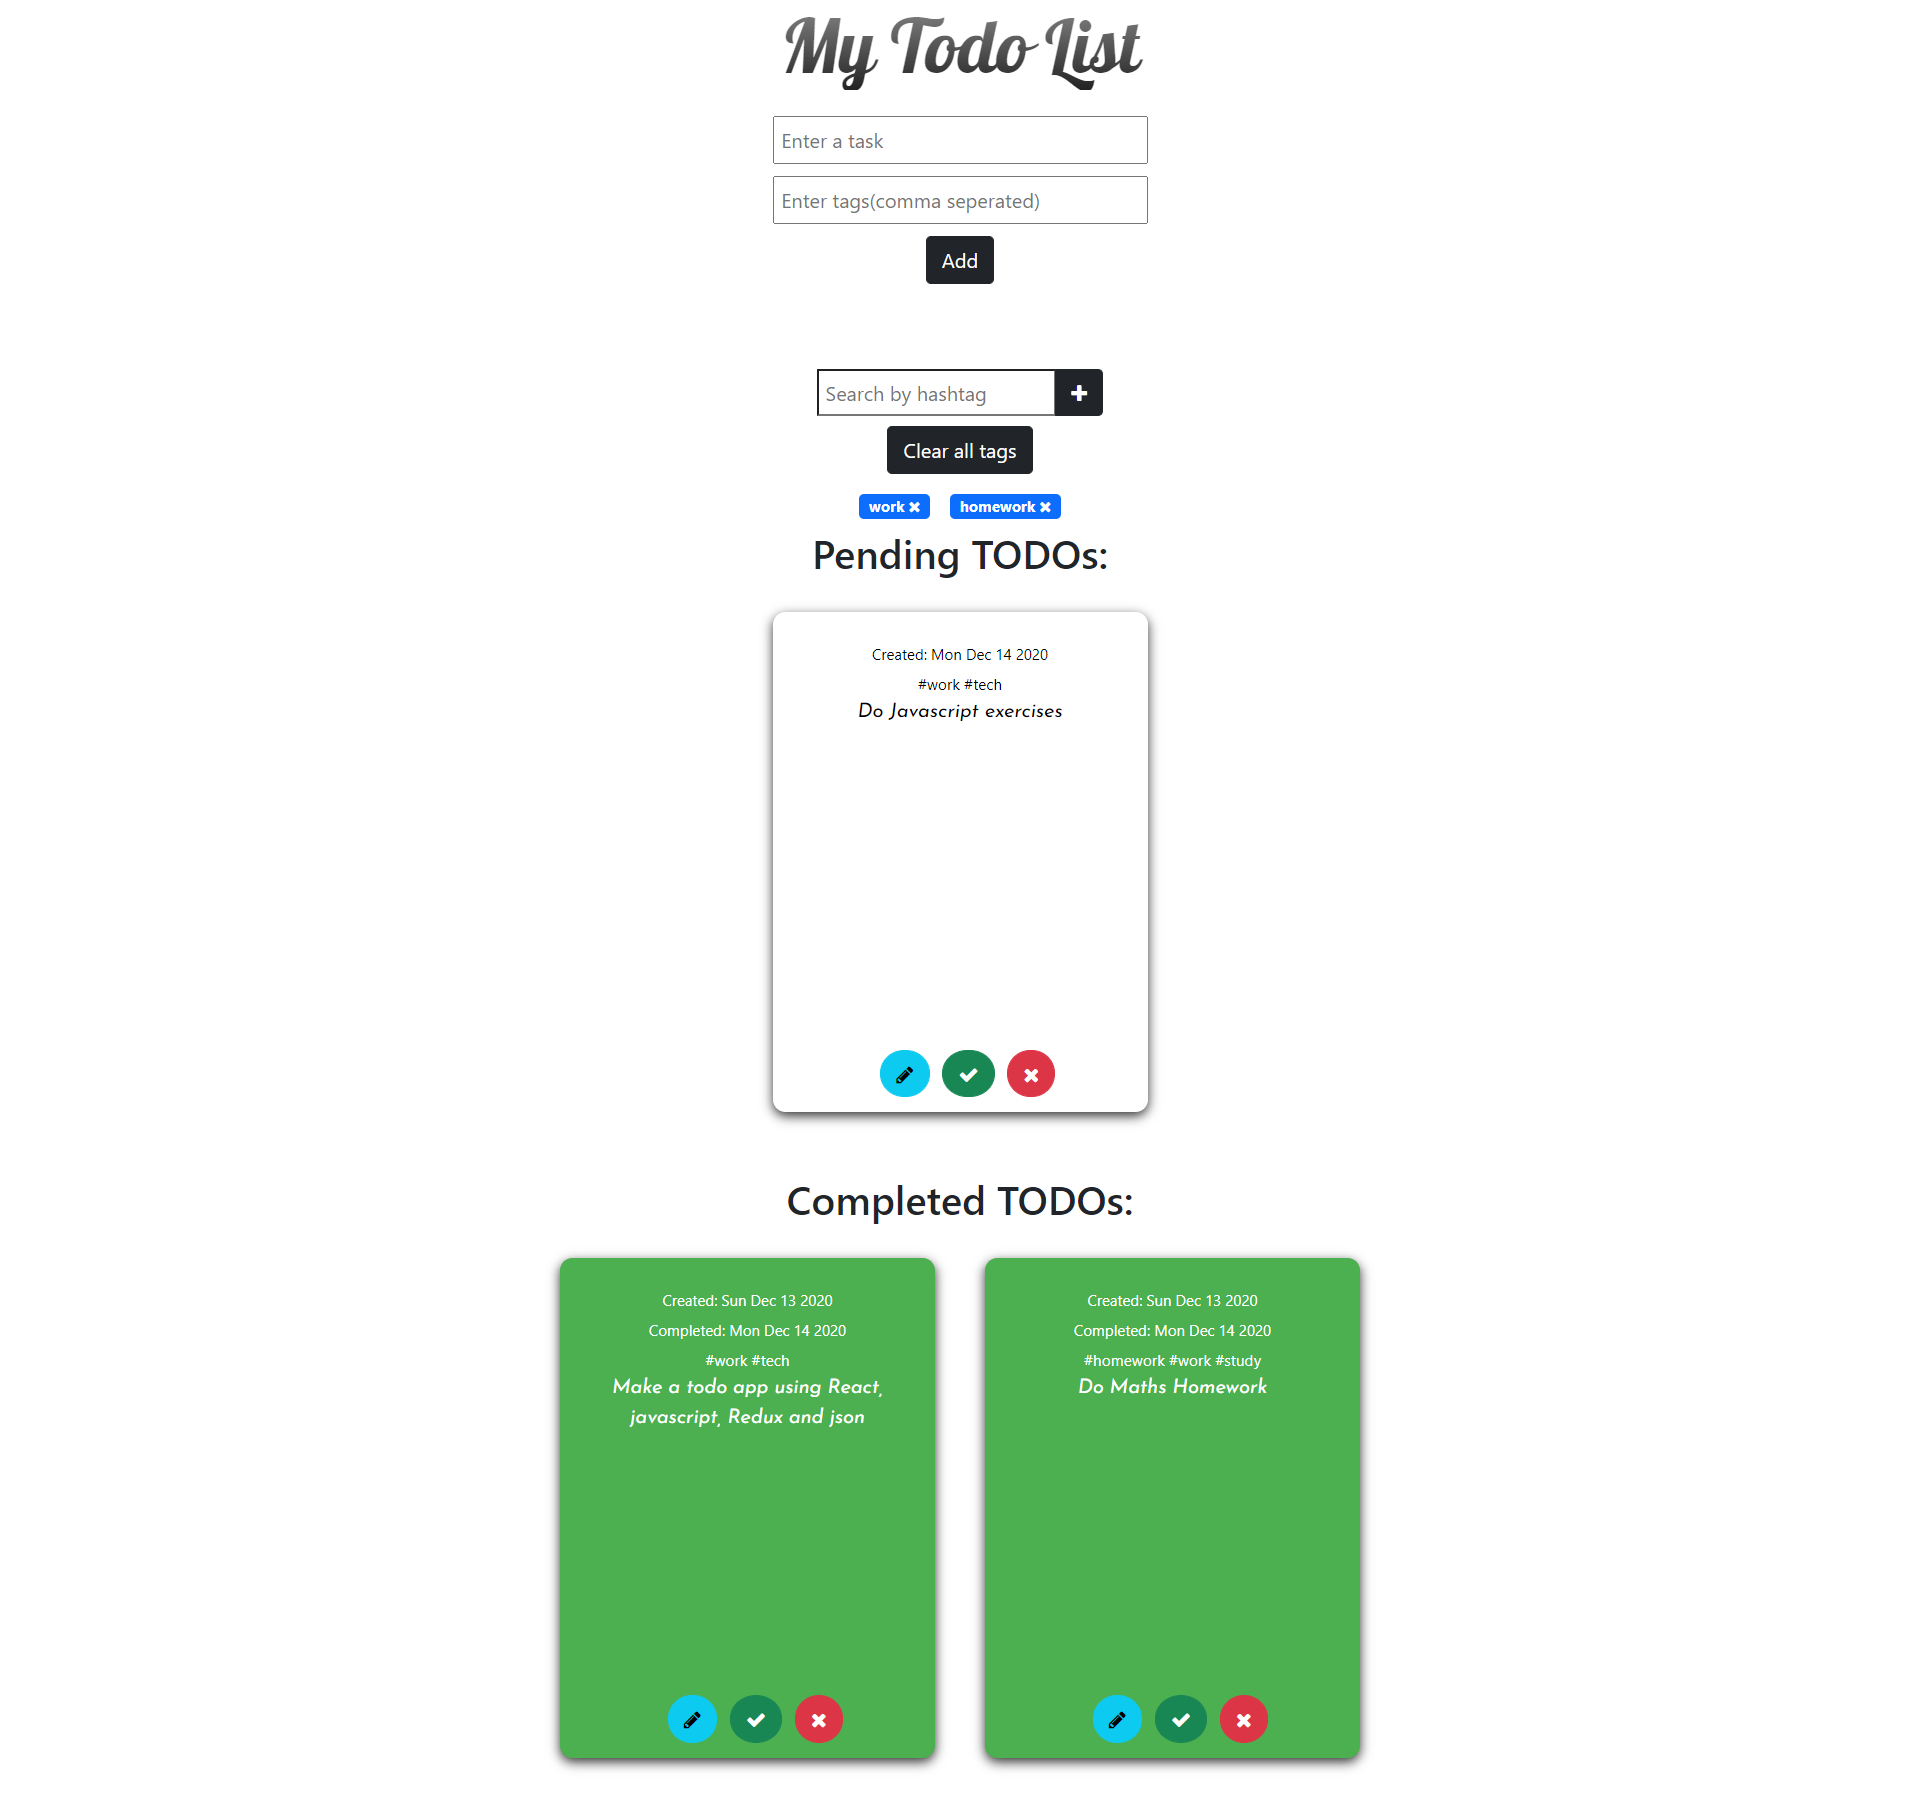 My Todo List
Enter a task
Enter tags(comma seperated)
Add
Search by hashtag
Clear all tags
work homework
Pending TODOs:
Created: Mon Dec 14 2020
#work #tech
Do Javascript exercises
Completed TODOs:
Created: Sun Dec 13 2020
Completed: Mon Dec 14 2020
#work #tech
Make a todo app using React,
javascript, Redux and json
Created: Sun Dec 13 2020
Completed: Mon Dec 14 2020
#homework #work #study
Do Maths Homework